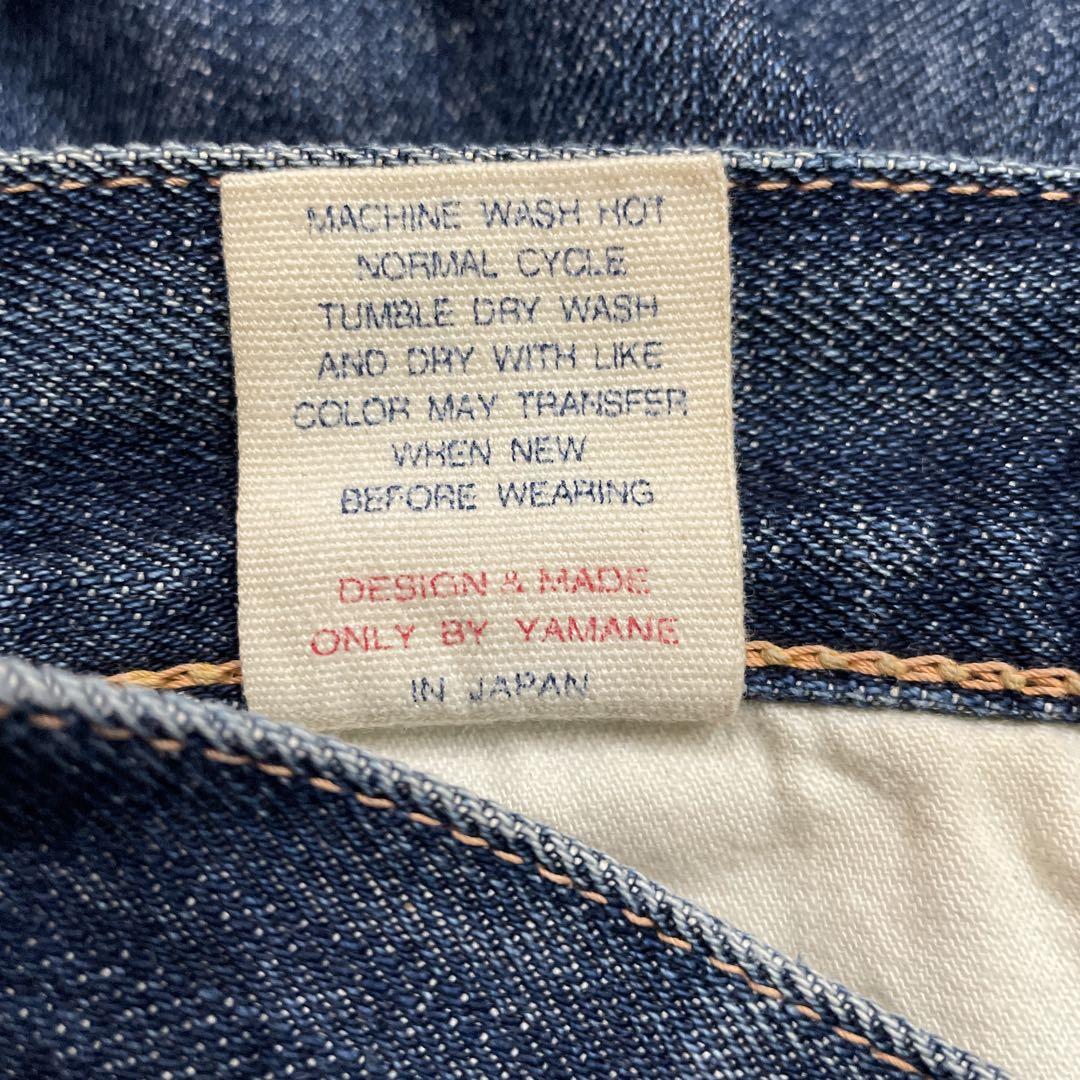 MACHINE WASH HOT
NORMAL CYCLE
TUMBLE DRY WASH
AND DRY WITH LIKE
COLOR MAY TRANSFER
WHEN NEW
BEFORE WEARING
DESIGN & MADE
ONLY BY YAMANE
IN JAPAN